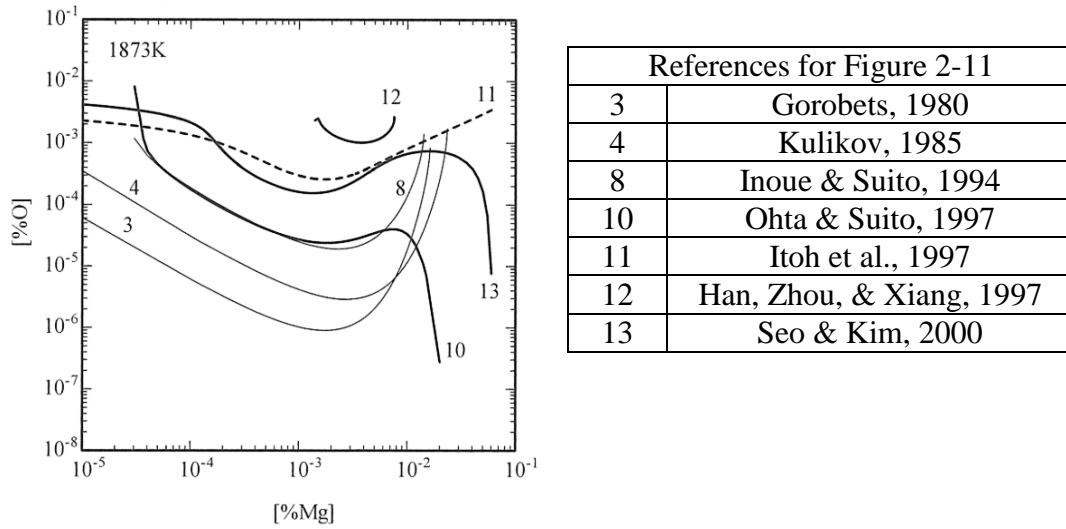 10-1
1873K
10-2
12
11
10-3
[%O]
10-4
4
8
3
10-5
13
10-6
10
10-7
10-8
10-5
10-4
10-3
10-2
10-1
[%Mg]
References for Figure 2-11
3 Gorobets, 1980
4 Kulikov, 1985
8 Inoue & Suito, 1994
10 Ohta & Suito, 1997
11 Itoh et al., 1997
12 Han, Zhou, & Xiang, 1997
13 Seo & Kim, 2000